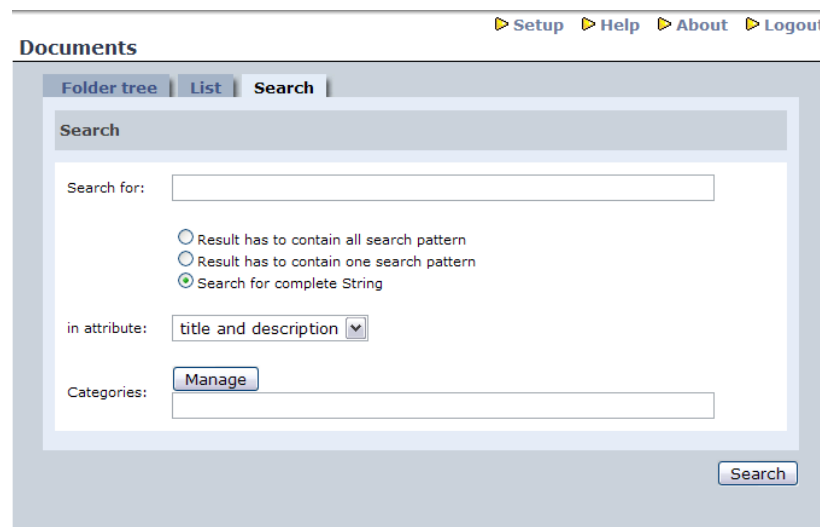 Setup Help About Logout
Documents
Folder tree List Search
Search
Search for:
Result has to contain all search pattern
Result has to contain one search pattern
Search for complete String
in attribute: title and description
Manage
Categories:
Search